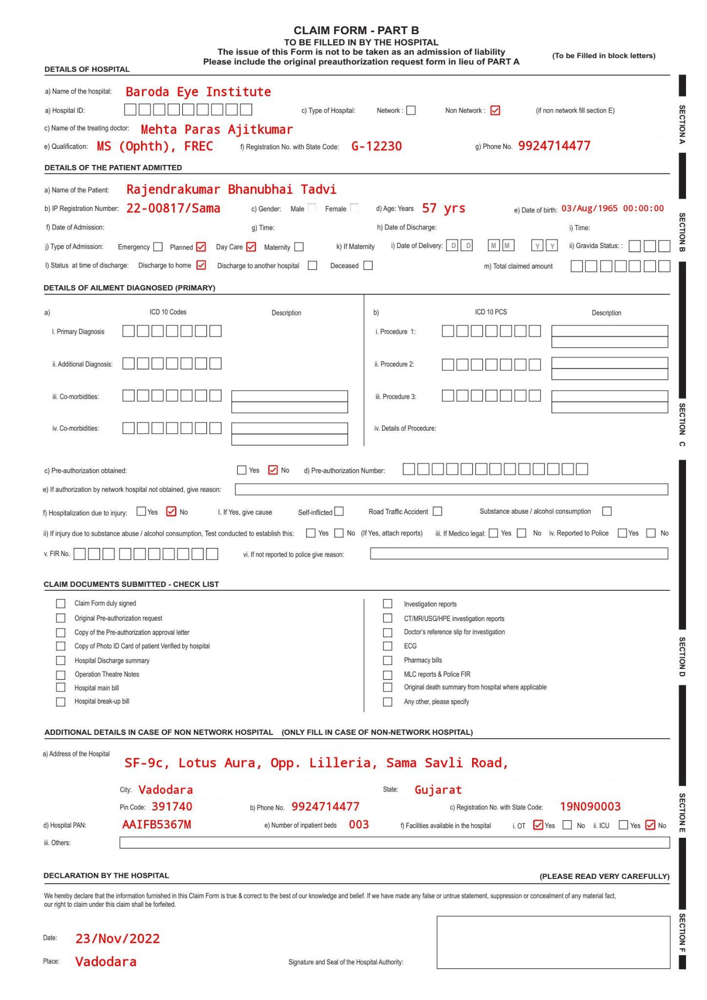 CLAIM FORM - PART B
TO BE FILLED IN BY THE HOSPITAL
The issue of this Form is not to be taken as an admission of liability
Please include the original preauthorization request form in lieu of PART A
(To be Filled in block letters)
DETAILS OF HOSPITAL
a) Name of the hospital: Baroda Eye Institute
a) Hospital ID: c) Type of Hospital: Network : Non Network : (if non network fill section E)
c) Name of the treating doctor: Mehta Paras Ajitkumar
e) Qualification: MS (Ophth), FREC f) Registration No. with State Code: G-12230 g) Phone No. 9924714477
SECTION A
DETAILS OF THE PATIENT ADMITTED
a) Name of the Patient: Rajendrakumar Bhanubhai Tadvi
b) IP Registration Number: 22-00817/Sama c) Gender: Male Female d) Age: Years 57 yrs e) Date of birth: 03/Aug/1965 00:00:00
f) Date of Admission: g) Time: h) Date of Discharge: i) Time:
j) Type of Admission: Emergency Planned Day Care Maternity k) If Maternity i) Date of Delivery: D D M M Y Y ii) Gravida Status: :
l) Status at time of discharge: Discharge to home Discharge to another hospital Deceased m) Total claimed amount
SECTION B
DETAILS OF AILMENT DIAGNOSED (PRIMARY)
a) ICD 10 Codes Description b) ICD 10 PCS Description
I. Primary Diagnosis i. Procedure 1:
ii. Additional Diagnosis: ii. Procedure 2:
iii. Co-morbidities: iii. Procedure 3:
iv. Co-morbidities: iv. Details of Procedure:
SECTION C
c) Pre-authorization obtained: Yes No d) Pre-authorization Number:
e) If authorization by network hospital not obtained, give reason:
f) Hospitalization due to injury: Yes No I. If Yes, give cause Self-inflicted Road Traffic Accident Substance abuse / alcohol consumption
ii) If injury due to substance abuse / alcohol consumption, Test conducted to establish this: Yes No (If Yes, attach reports) iii. If Medico legal: Yes No iv. Reported to Police Yes No
v. FIR No. vi. If not reported to police give reason:
CLAIM DOCUMENTS SUBMITTED - CHECK LIST
Claim Form duly signed
Original Pre-authorization request
Copy of the Pre-authorization approval letter
Copy of Photo ID Card of patient Verified by hospital
Hospital Discharge summary
Operation Theatre Notes
Hospital main bill
Hospital break-up bill
Investigation reports
CT/MR/USG/HPE investigation reports
Doctor's reference slip for investigation
ECG
Pharmacy bills
MLC reports & Police FIR
Original death summary from hospital where applicable
Any other, please specify
SECTION D
ADDITIONAL DETAILS IN CASE OF NON NETWORK HOSPITAL (ONLY FILL IN CASE OF NON-NETWORK HOSPITAL)
a) Address of the Hospital
SF-9c, Lotus Aura, Opp. Lilleria, Sama Savli Road,
City: Vadodara State: Gujarat
Pin Code: 391740 b) Phone No. 9924714477 c) Registration No. with State Code: 19N090003
d) Hospital PAN: AAIFB5367M e) Number of inpatient beds 003 f) Facilities available in the hospital i. OT Yes No ii. ICU Yes No
iii. Others:
SECTION E
DECLARATION BY THE HOSPITAL (PLEASE READ VERY CAREFULLY)
We hereby declare that the information furnished in this Claim Form is true & correct to the best of our knowledge and belief. If we have made any false or untrue statement, suppression or concealment of any material fact,
our right to claim under this claim shall be forfeited.
Date: 23/Nov/2022
Place: Vadodara Signature and Seal of the Hospital Authority:
SECTION F